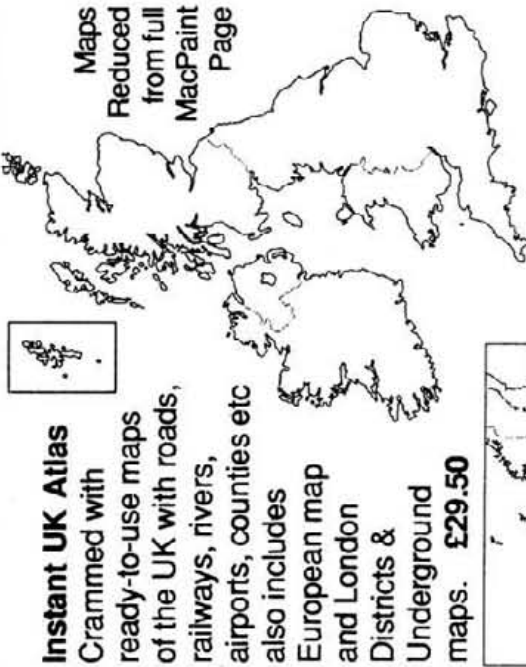 Instant UK Atlas
Crammed with
ready-to-use maps
of the UK with roads,
railways, rivers,
airports, counties etc
also includes
European map
and London
Districts &
Underground
maps. £29.50
Maps
Reduced
from full
MacPaint
Page